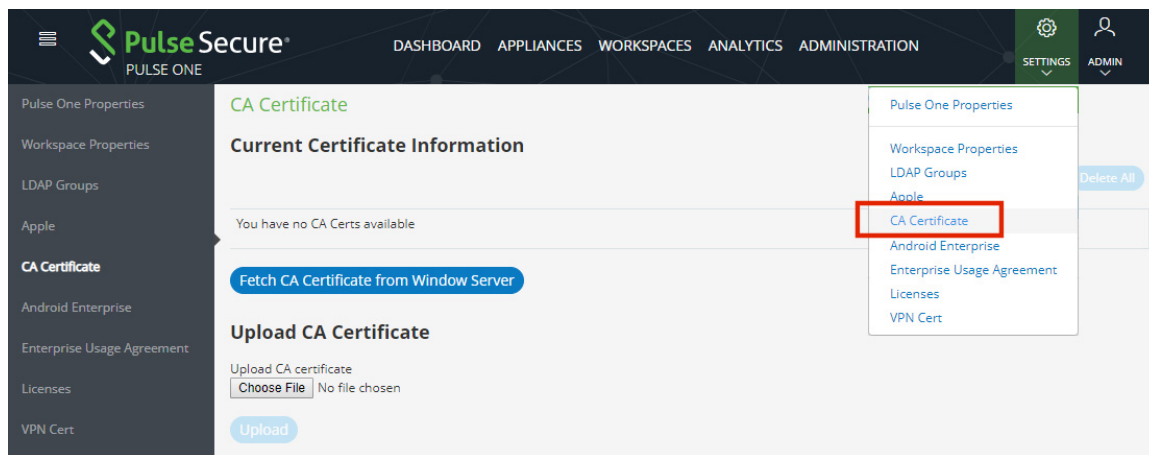 Pulse Secure®
PULSE ONE
DASHBOARD APPLIANCES WORKSPACES ANALYTICS ADMINISTRATION
SETTINGS
ADMIN
Pulse One Properties
Workspace Properties
LDAP Groups
Apple
CA Certificate
Android Enterprise
Enterprise Usage Agreement
Licenses
VPN Cert
CA Certificate
Current Certificate Information
Delete All
You have no CA Certs available
Fetch CA Certificate from Window Server
Upload CA Certificate
Upload CA certificate
Choose File No file chosen
Upload
Pulse One Properties
Workspace Properties
LDAP Groups
Apple
CA Certificate
Android Enterprise
Enterprise Usage Agreement
Licenses
VPN Cert